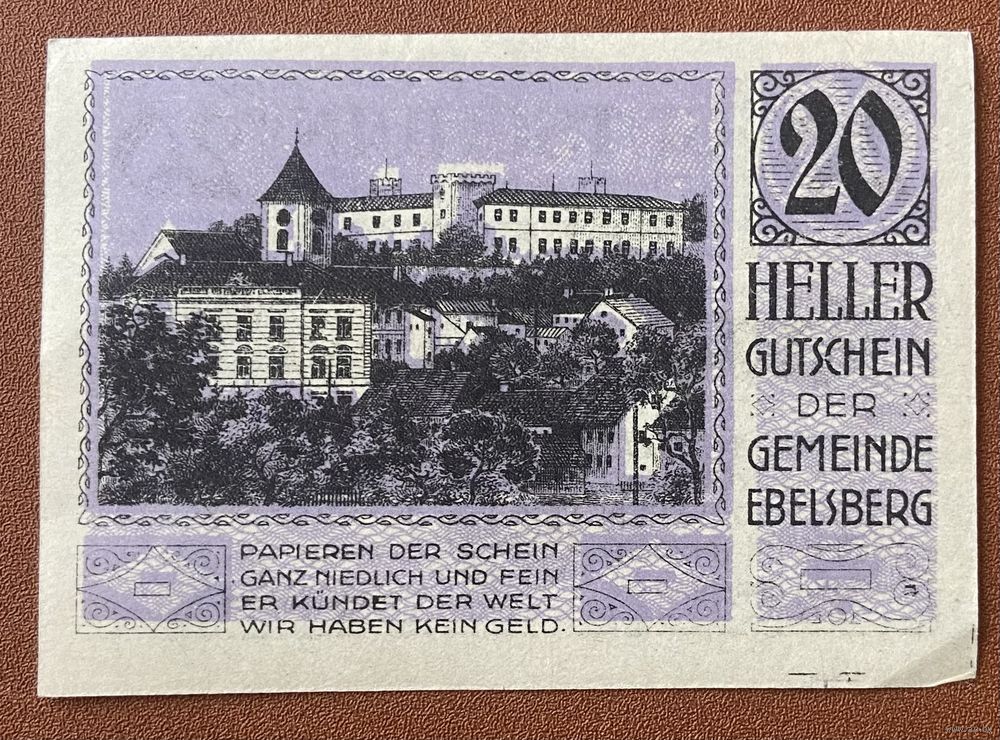 20
HELLER
GUTSCHEIN
DER
GEMEINDE
EBELSBERG
PAPIEREN DER SCHEIN
GANZ NIEDLICH UND FEIN
ER KÜNDET DER WELT
WIR HABEN KEIN GELD.